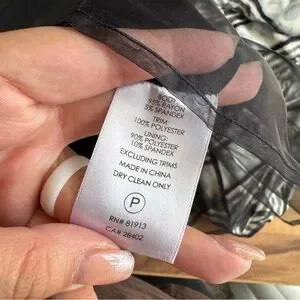 BODY:
95% RAYON
5% SPANDEX
TRIM-
100% POLYESTER
LINING:
90% POLYESTER
10% SPANDEX
EXCLUDING TRIMS
MADE IN CHINA
DRY CLEAN ONLY
P
RN# 81913
CA# 28402